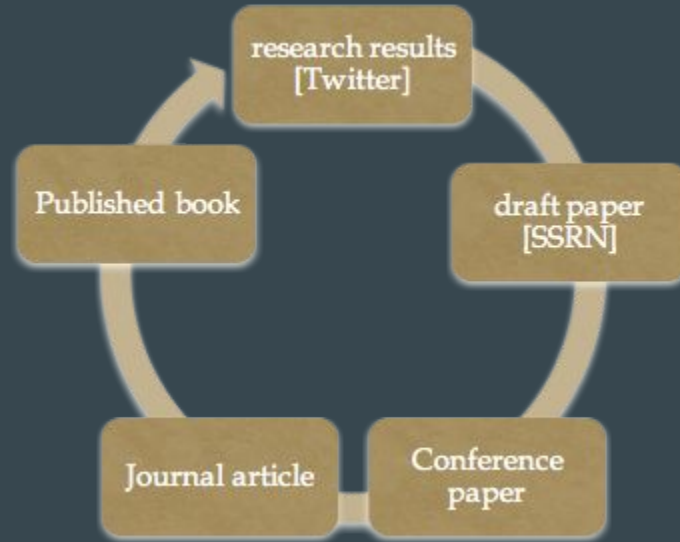 research results
[Twitter]
draft paper
[SSRN]
Conference
paper
Journal article
Published book